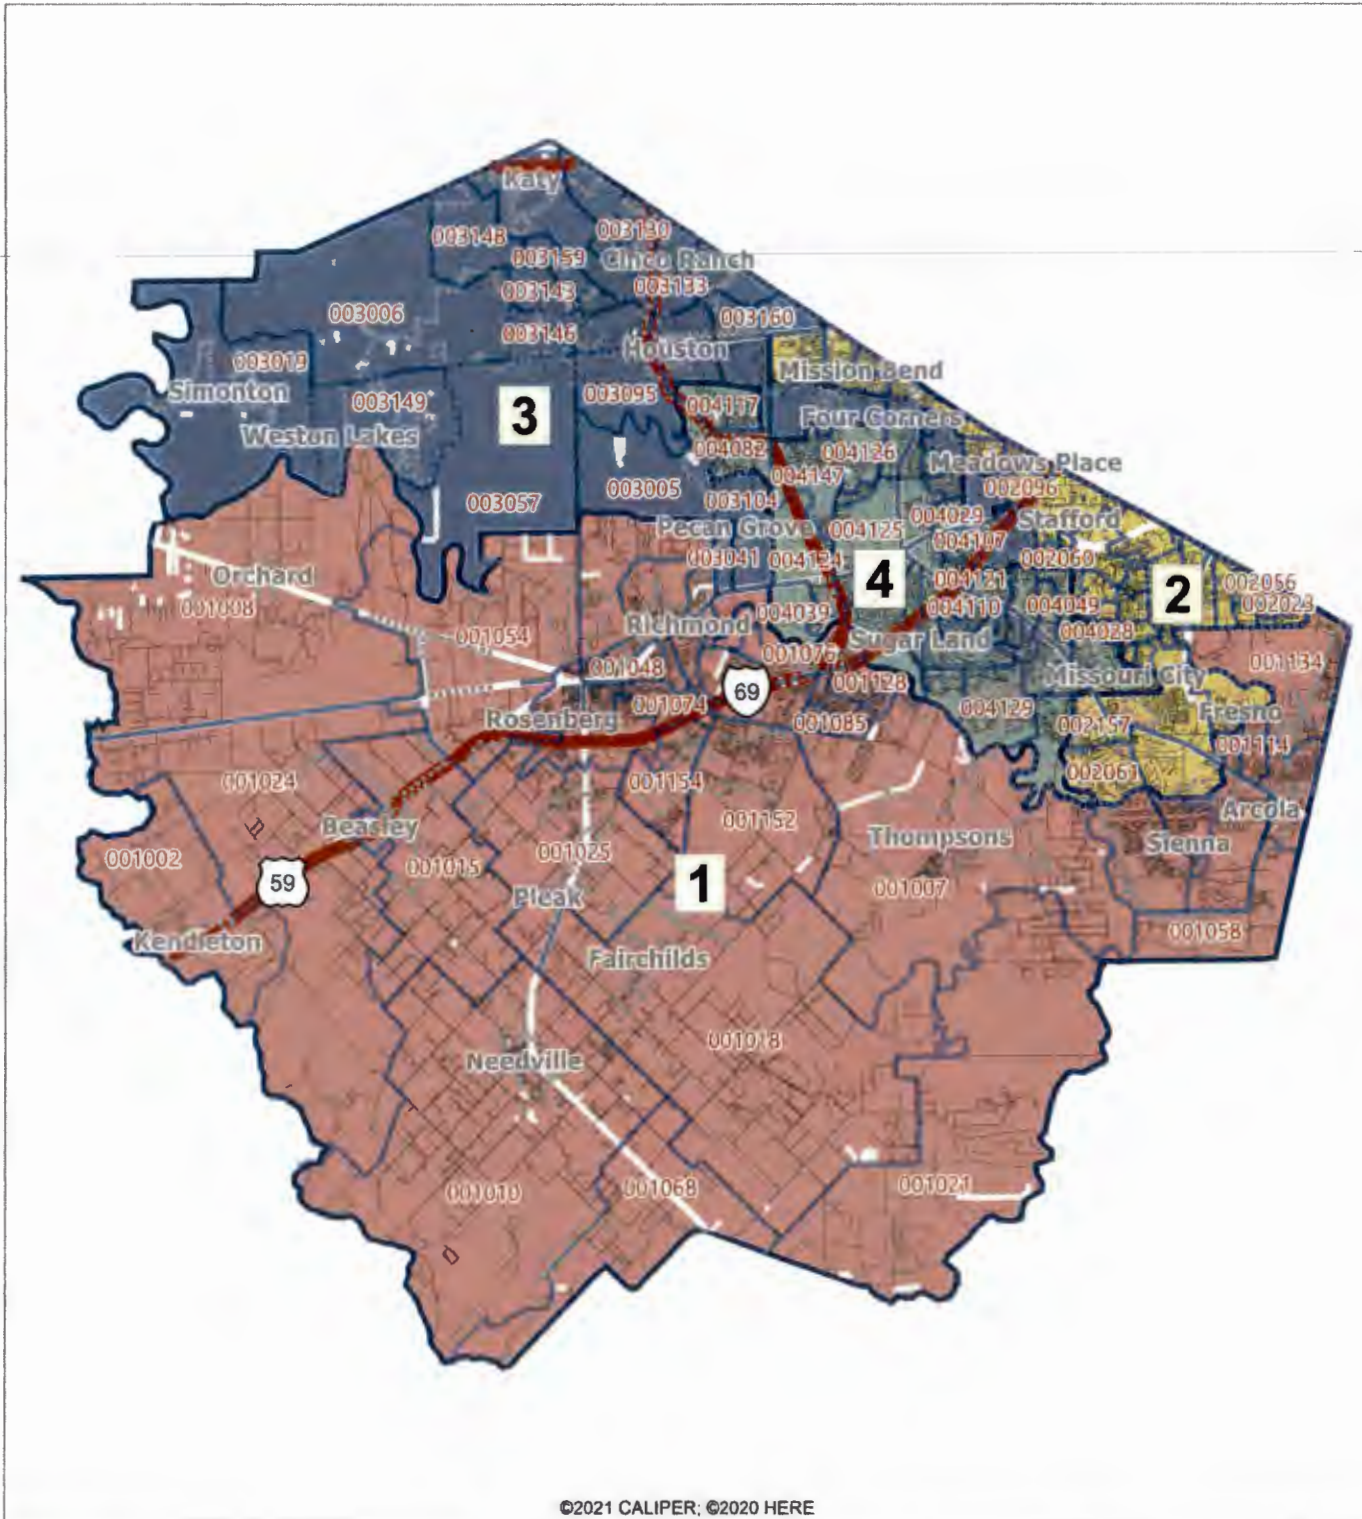 Katy
003130
003148
003159
Cinco Ranch
003143
003133
003006
003160
003146
Houston
003019
Mission Bend
Simonton
003149
3
003095
004117
Four Corners
Weston Lakes
004082
004126
Meadows Place
004147
003057
003005
003104
002096
004029
Stafford
Pecan Grove
004125
004107
003041
004124
002060
Orchard
4
004121
2
002056
001008
004039
004110
004049
002023
001054
Richmond
004028
Sugar Land
001048
001076
001134
69
001128
Missouri City
001074
Rosenberg
001085
004129
002157
Fresno
001114
001024
001154
002061
Beasley
001152
Thompsons
Arcola
001002
001015
001025
Sienna
59
Pleak
1
001007
Kendleton
001058
Fairchilds
001018
Needville
001010
001068
001021
©2021 CALIPER; ©2020 HERE